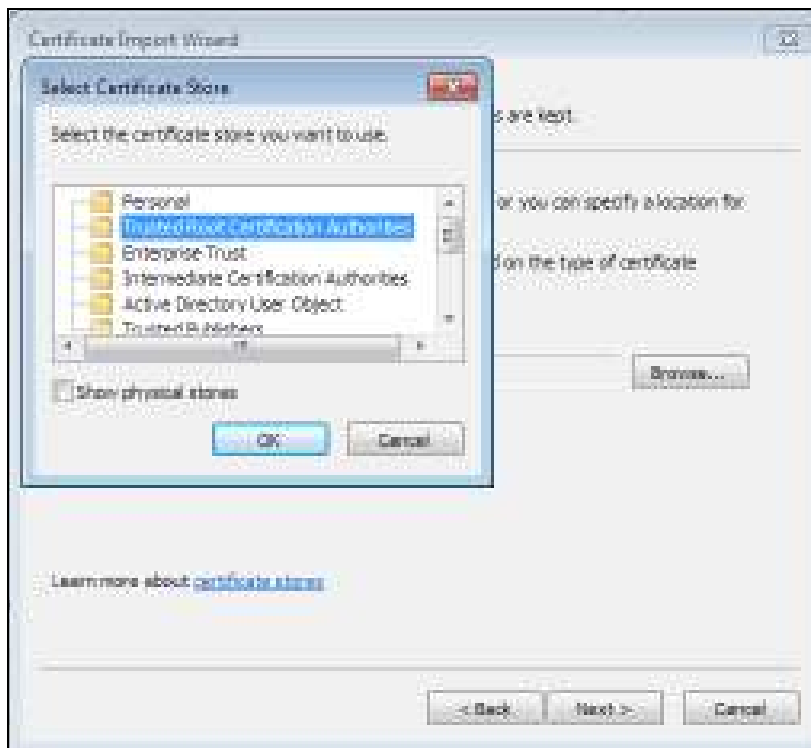 Certificate Import Wizard
Select Certificate Store
Select the certificate store you want to use.
Personal
Trusted Root Certification Authorities
Enterprise Trust
Intermediate Certification Authorities
Active Directory User Object
Trusted Publishers
Show physical stores
OK
Cancel
s are kept.
or you can specify a location for
d on the type of certificate
Browse...
Learn more about certificate stores
< Back
Next >
Cancel